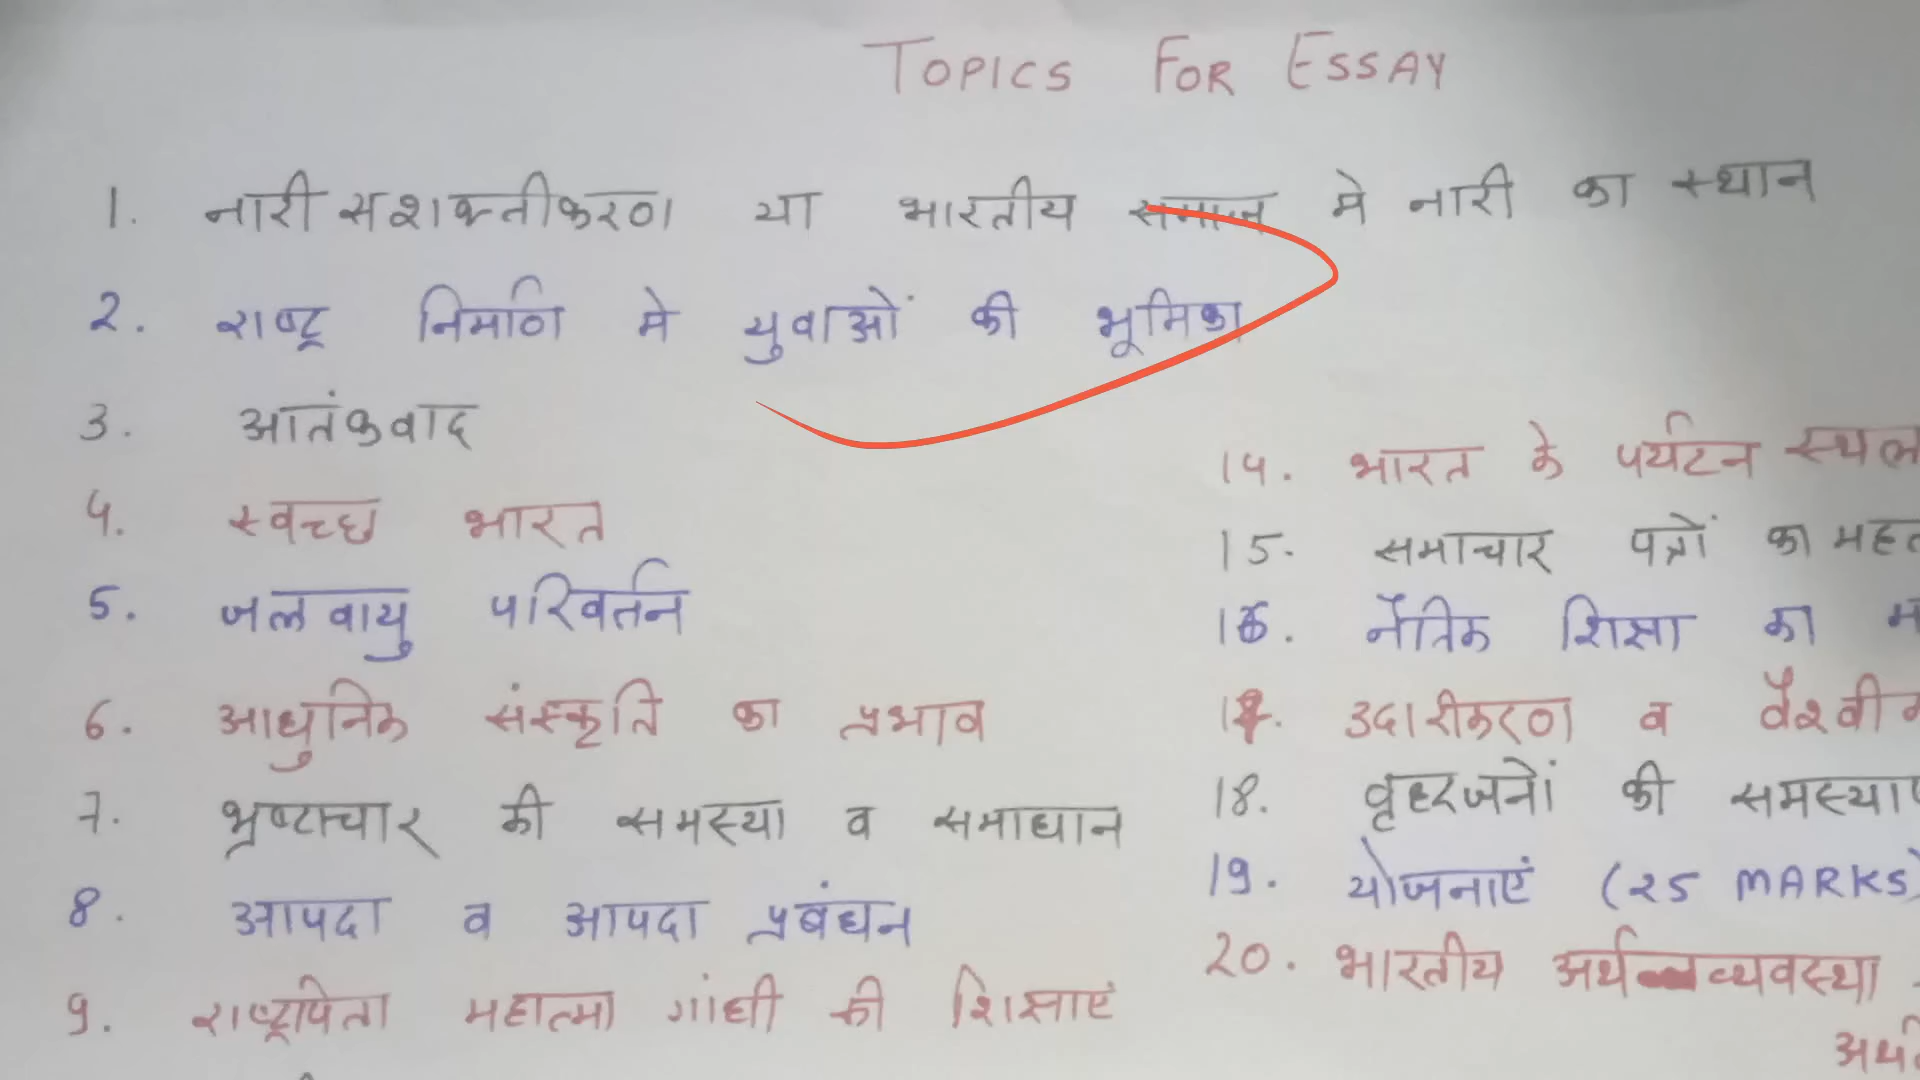 TOPICS FOR ESSAY
1. नारी सशक्तीकरण या भारतीय समाज मे नारी का स्थान
2. राष्ट्र निर्माण मे युवाओं की भूमिका
3. आतंकवाद
4. स्वच्छ भारत
5. जलवायु परिवर्तन
6. आधुनिक संस्कृति का प्रभाव
7. भ्रष्टाचार की समस्या व समाधान
8. आपदा व आपदा प्रबंधन
9. राष्ट्रपिता महात्मा गांधी की शिक्षाएं
14. भारत के पर्यटन स्थल
15. समाचार पत्रों का
16. नैतिक शिक्षा का
17. उदारीकरण व
18. वृहरजनों की
19. योजनाएं (25 MARKS)
20. भारतीय अर्थव्यवस्था